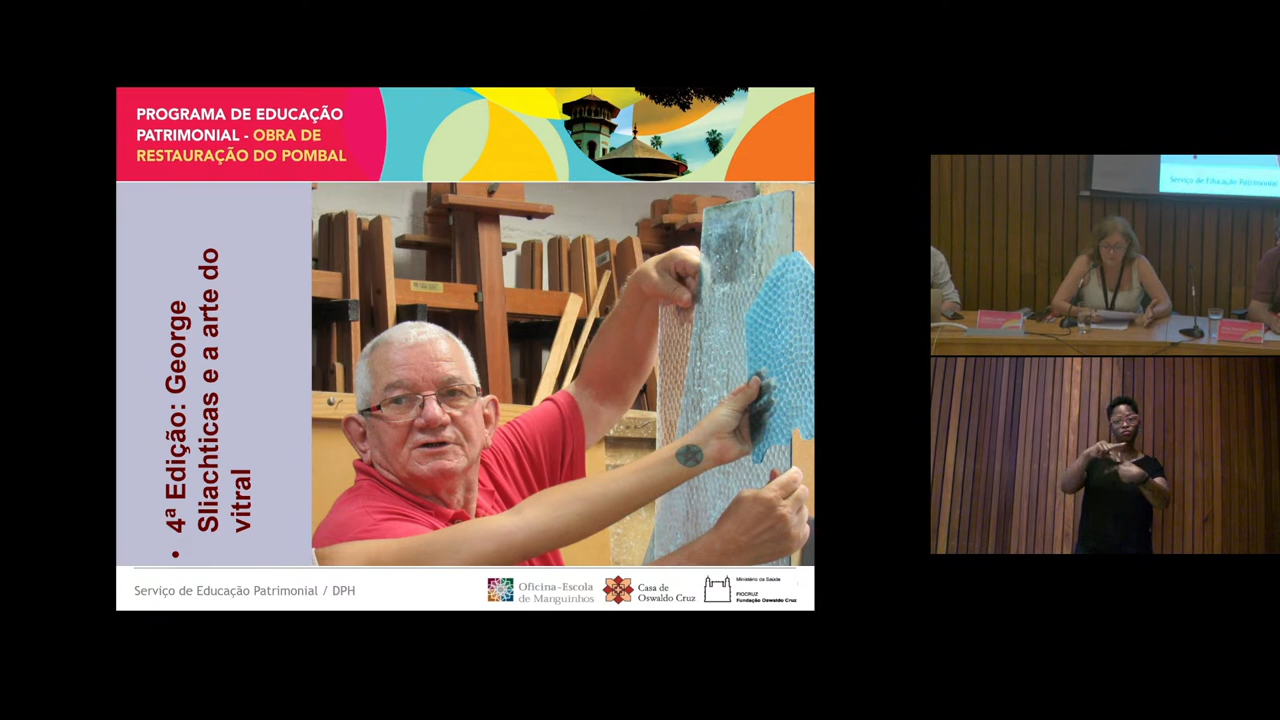 PROGRAMA DE EDUCAÇÃO
PATRIMONIAL - OBRA DE
RESTAURAÇÃO DO POMBAL
• 4ª Edição: George
Sliachticas e a arte do
vitral
Serviço de Educação Patrimonial / DPH
Oficina-Escola
de Manguinhos
Casa de
Oswaldo Cruz
Ministério da Saúde
FIOCRUZ
Fundação Oswaldo Cruz
Serviço de Educação Patrimonial